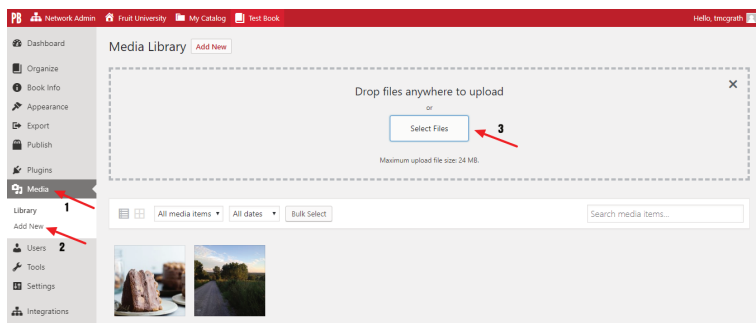 PB Network Admin Fruit University My Catalog Test Book Hello, tmcgrath
Dashboard
Organize
Book Info
Appearance
Export
Publish
Plugins
Media
1
Library
Add New
2
Users
Tools
Settings
Integrations
Media Library Add New
Drop files anywhere to upload
or
Select Files
3
Maximum upload file size: 24 MB.
All media items All dates Bulk Select Search media items...